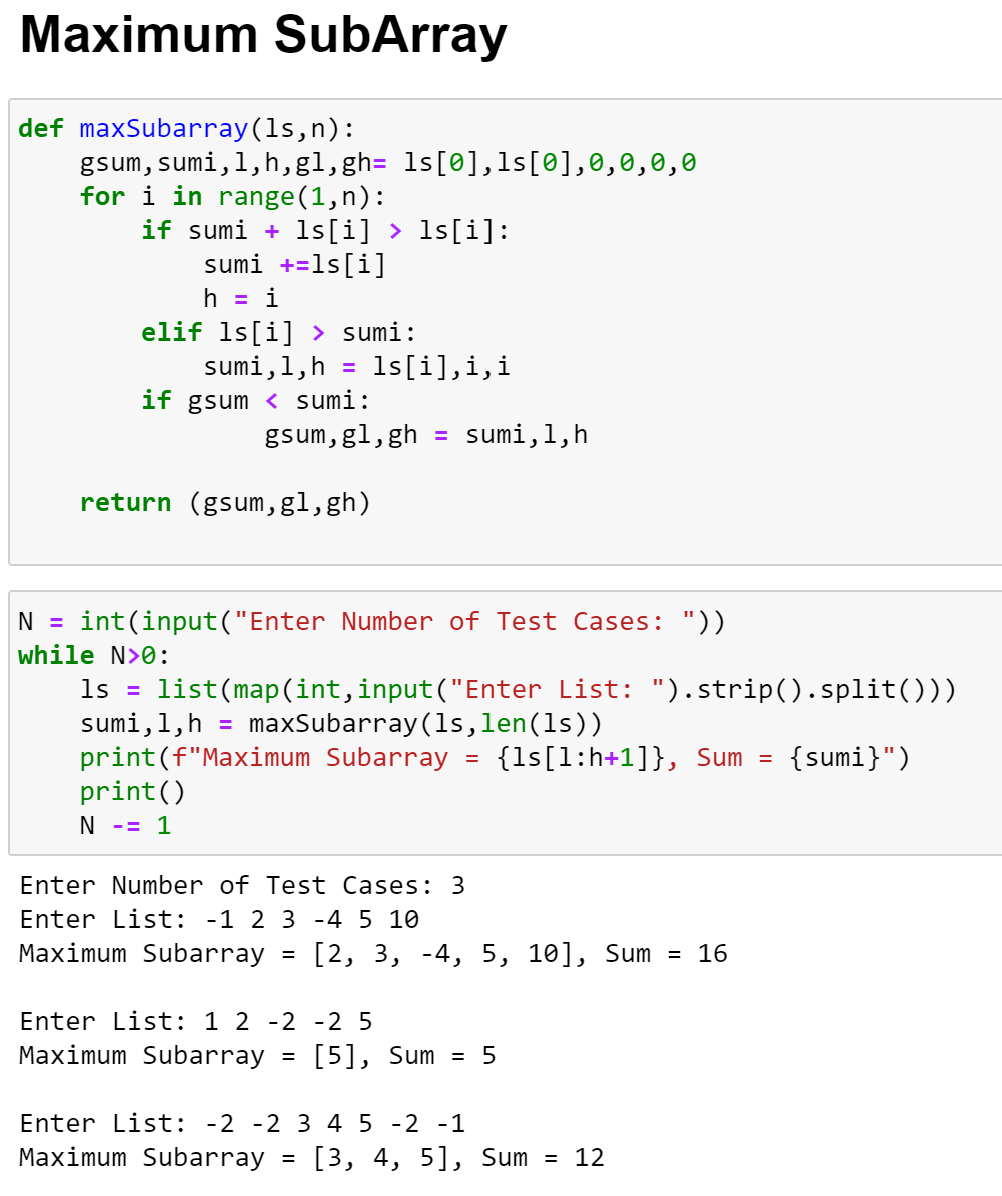 Maximum SubArray
def maxSubarray(ls,n):
    gsum,sumi,l,h,gl,gh= ls[0],ls[0],0,0,0,0
    for i in range(1,n):
        if sumi + ls[i] > ls[i]:
            sumi +=ls[i]
            h = i
        elif ls[i] > sumi:
            sumi,l,h = ls[i],i,i
        if gsum < sumi:
                gsum,gl,gh = sumi,l,h
    return (gsum,gl,gh)
N = int(input("Enter Number of Test Cases: "))
while N>0:
    ls = list(map(int,input("Enter List: ").strip().split()))
    sumi,l,h = maxSubarray(ls,len(ls))
    print(f"Maximum Subarray = {ls[l:h+1]}, Sum = {sumi}")
    print()
    N -= 1
Enter Number of Test Cases: 3
Enter List: -1 2 3 -4 5 10
Maximum Subarray = [2, 3, -4, 5, 10], Sum = 16
Enter List: 1 2 -2 -2 5
Maximum Subarray = [5], Sum = 5
Enter List: -2 -2 3 4 5 -2 -1
Maximum Subarray = [3, 4, 5], Sum = 12